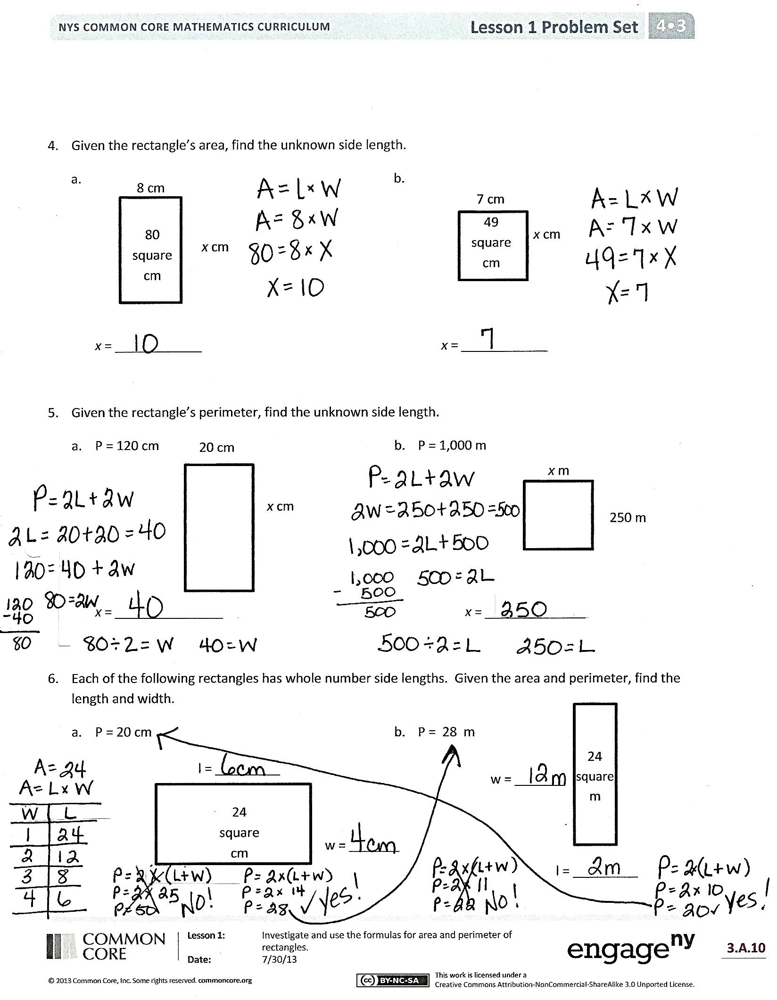 NYS COMMON CORE MATHEMATICS CURRICULUM
Lesson 1 Problem Set 4•3
4. Given the rectangle's area, find the unknown side length.
a.
8 cm
80
square
cm
x cm
A = L x W
A = 8 x W
80 = 8 x X
X = 10
x = 10
b.
7 cm
49
square
cm
x cm
A = L x W
A = 7 x W
49 = 7 x X
X = 7
x = 7
5. Given the rectangle's perimeter, find the unknown side length.
a. P = 120 cm
20 cm
x cm
P = 2L + 2W
2L = 20 + 20 = 40
120 = 40 + 2W
80 = 2W
120
-40
80
x = 40
80 ÷ 2 = W 40 = W
b. P = 1,000 m
x m
250 m
P = 2L + 2W
2W = 250 + 250 = 500
1,000 = 2L + 500
1,000
- 500
500
500 = 2L
x = 250
500 ÷ 2 = L 250 = L
6. Each of the following rectangles has whole number side lengths. Given the area and perimeter, find the
length and width.
a. P = 20 cm
A = 24
A = L x W
W L
1 24
2 12
3 8
4 6
l = 6cm
24
square
cm
w = 4cm
P = 2 x (L + W)
P = 2 x 25
P = 50 No!
P = 2 x (L + W)
P = 2 x 14
P = 28 ✓ Yes!
b. P = 28 m
w = 12m
24
square
m
l = 2m
P = 2 x (L + W)
P = 2 x 11
P = 22 No!
P = 2x(L + W)
P = 2 x 10
P = 20 ✓ Yes!
COMMON
CORE
Lesson 1: Investigate and use the formulas for area and perimeter of
rectangles.
Date: 7/30/13
engageny
3.A.10
© 2013 Common Core, Inc. Some rights reserved. commoncore.org
cc BY-NC-SA
This work is licensed under a
Creative Commons Attribution-NonCommercial-ShareAlike 3.0 Unported License.